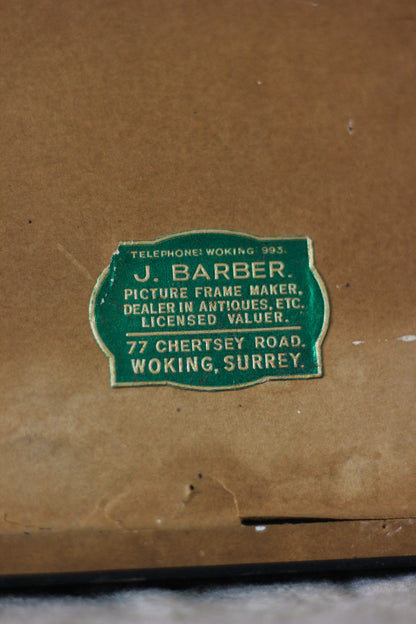 TELEPHONE: WOKING 993.
J. BARBER.
PICTURE FRAME MAKER,
DEALER IN ANTIQUES, ETC.
LICENSED VALUER.
77 CHERTSEY ROAD.
WOKING, SURREY.